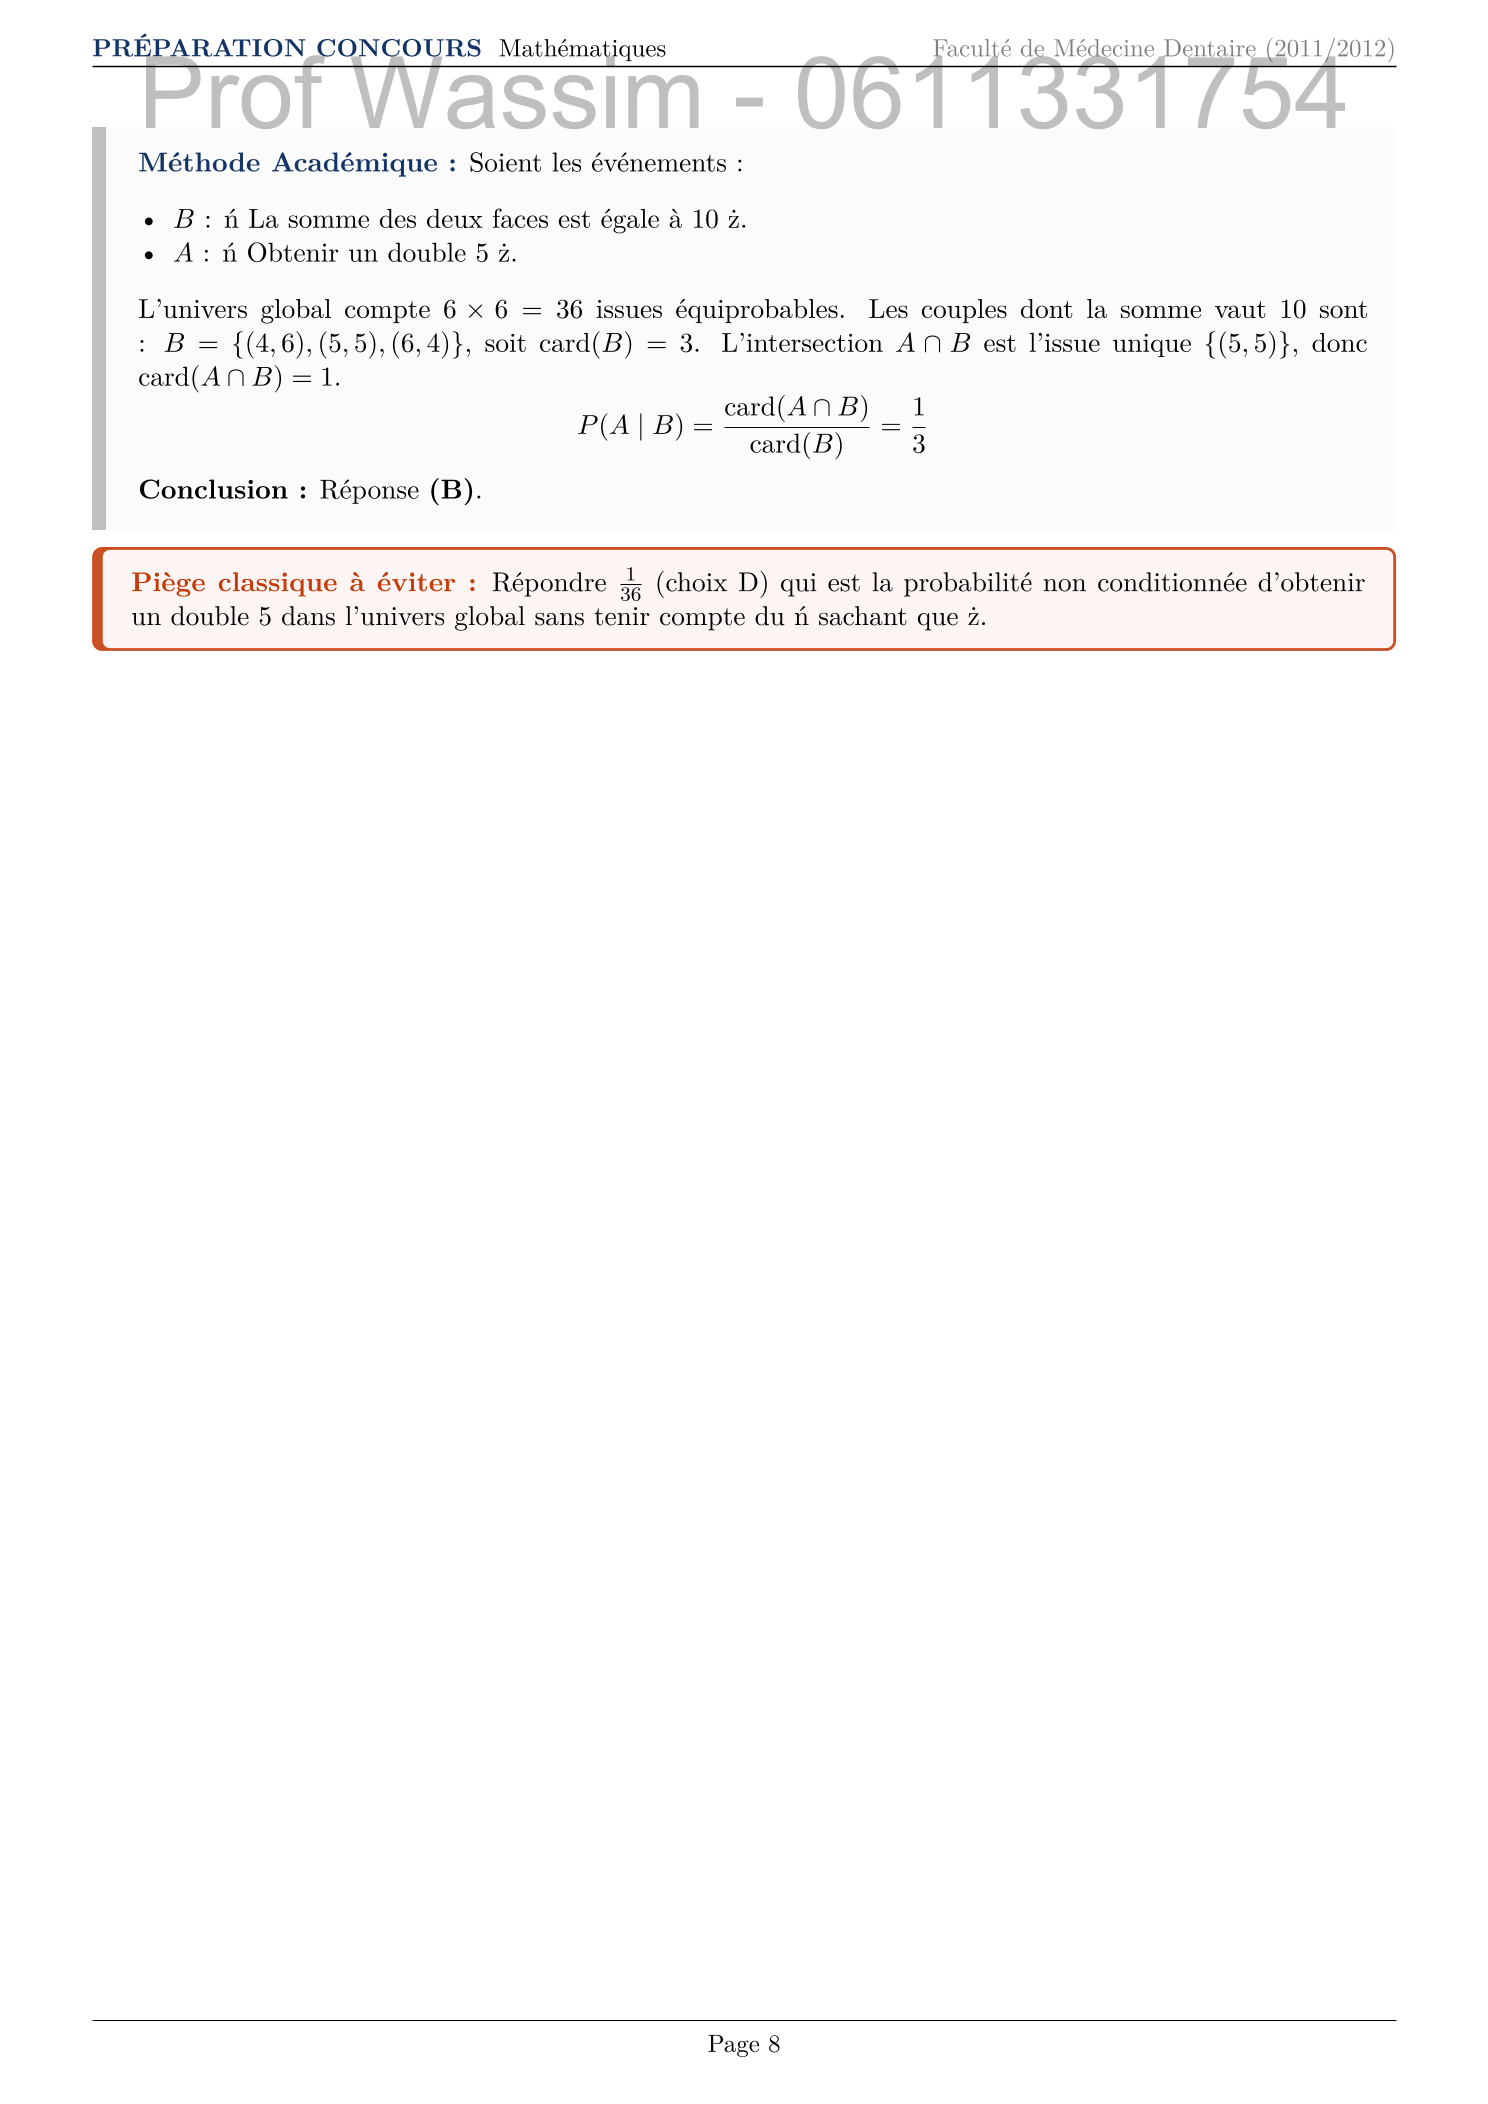 PRÉPARATION CONCOURS Mathématiques Faculté de Médecine Dentaire (2011/2012)
Prof Wassim - 0611331754
Méthode Académique : Soient les événements :
• B : ń La somme des deux faces est égale à 10 ż.
• A : ń Obtenir un double 5 ż.
L'univers global compte 6 × 6 = 36 issues équiprobables. Les couples dont la somme vaut 10 sont
: B = {(4, 6), (5, 5), (6, 4)}, soit card(B) = 3. L'intersection A ∩ B est l'issue unique {(5, 5)}, donc
card(A ∩ B) = 1.
P(A | B) = card(A ∩ B) / card(B) = 1/3
Conclusion : Réponse (B).
Piège classique à éviter : Répondre 1/36 (choix D) qui est la probabilité non conditionnée d'obtenir
un double 5 dans l'univers global sans tenir compte du ń sachant que ż.
Page 8